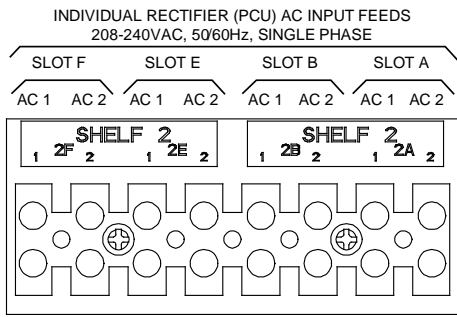 INDIVIDUAL RECTIFIER (PCU) AC INPUT FEEDS
208-240VAC, 50/60Hz, SINGLE PHASE
SLOT F SLOT E SLOT B SLOT A
AC 1 AC 2 AC 1 AC 2 AC 1 AC 2 AC 1 AC 2
SHELF 2 SHELF 2
1 2F 2 1 2E 2 1 2B 2 1 2A 2